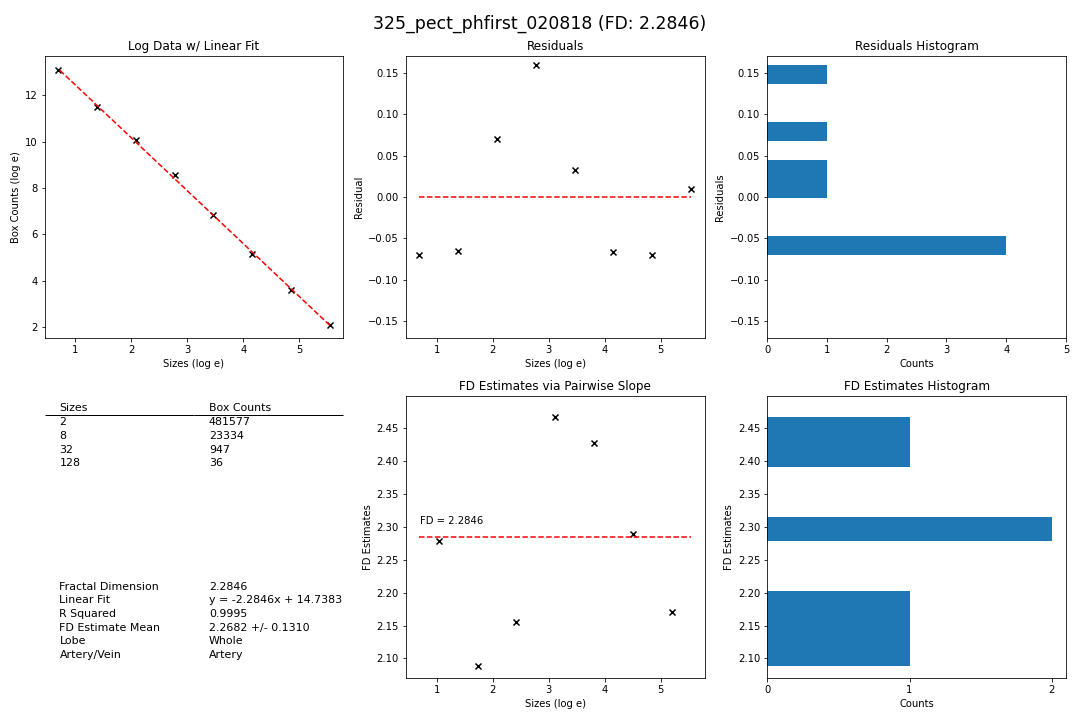 325_pect_phfirst_020818 (FD: 2.2846)
Log Data w/ Linear Fit
12
10
8
6
4
2
Box Counts (log e)
1 2 3 4 5
Sizes (log e)
Residuals
0.15
0.10
0.05
0.00
−0.05
−0.10
−0.15
Residual
1 2 3 4 5
Sizes (log e)
Residuals Histogram
0.15
0.10
0.05
0.00
−0.05
−0.10
−0.15
Residuals
0 1 2 3 4 5
Counts
Sizes Box Counts
2 481577
8 23334
32 947
128 36
Fractal Dimension 2.2846
Linear Fit y = -2.2846x + 14.7383
R Squared 0.9995
FD Estimate Mean 2.2682 +/- 0.1310
Lobe Whole
Artery/Vein Artery
FD Estimates via Pairwise Slope
2.45
2.40
2.35
2.30
2.25
2.20
2.15
2.10
FD Estimates
FD = 2.2846
1 2 3 4 5
Sizes (log e)
FD Estimates Histogram
2.45
2.40
2.35
2.30
2.25
2.20
2.15
2.10
FD Estimates
0 1 2
Counts